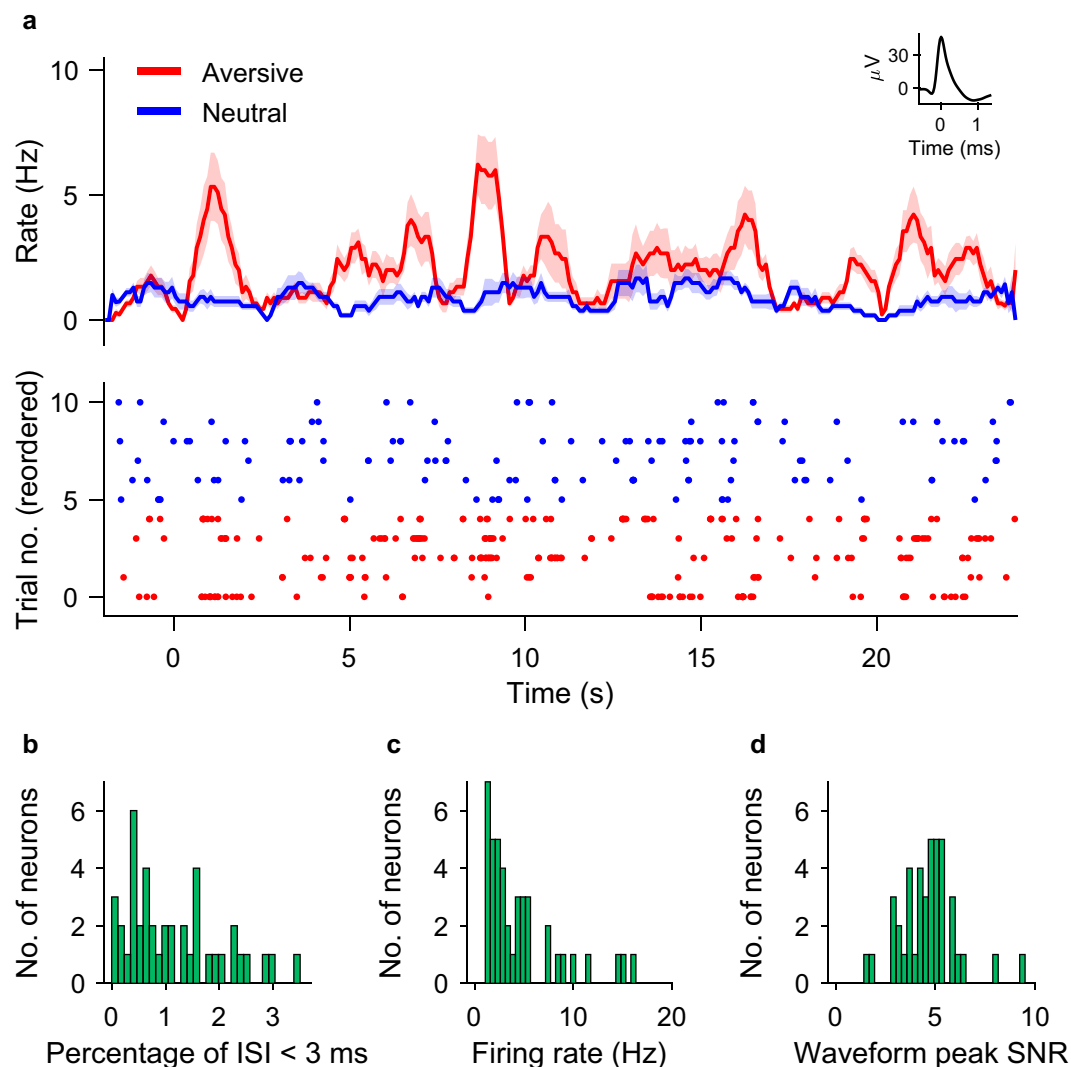 a
Rate (Hz)
10
5
0
Aversive
Neutral
μV
30
0
0 1
Time (ms)
Trial no. (reordered)
10
5
0
0 5 10 15 20
Time (s)
b
No. of neurons
6
4
2
0
0 1 2 3
Percentage of ISI < 3 ms
c
No. of neurons
6
4
2
0
0 10 20
Firing rate (Hz)
d
No. of neurons
6
4
2
0
0 5 10
Waveform peak SNR